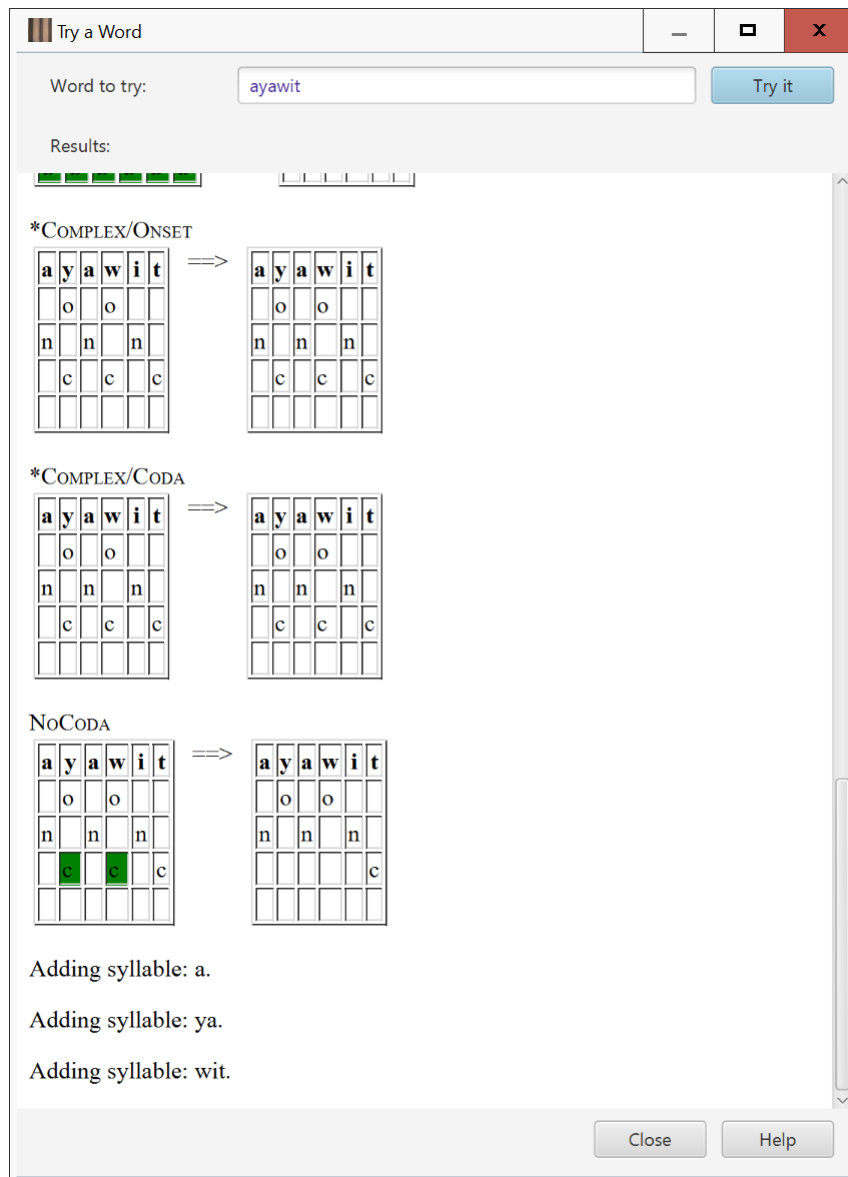 Try a Word
Word to try: ayawit Try it
Results:
*COMPLEX/ONSET
a y a w i t ==> a y a w i t
o o o o
n n n n n n
c c c c c c
*COMPLEX/CODA
a y a w i t ==> a y a w i t
o o o o
n n n n n n
c c c c c c
NOCODA
a y a w i t ==> a y a w i t
o o o o
n n n n n n
c c c c
Adding syllable: a.
Adding syllable: ya.
Adding syllable: wit.
Close Help